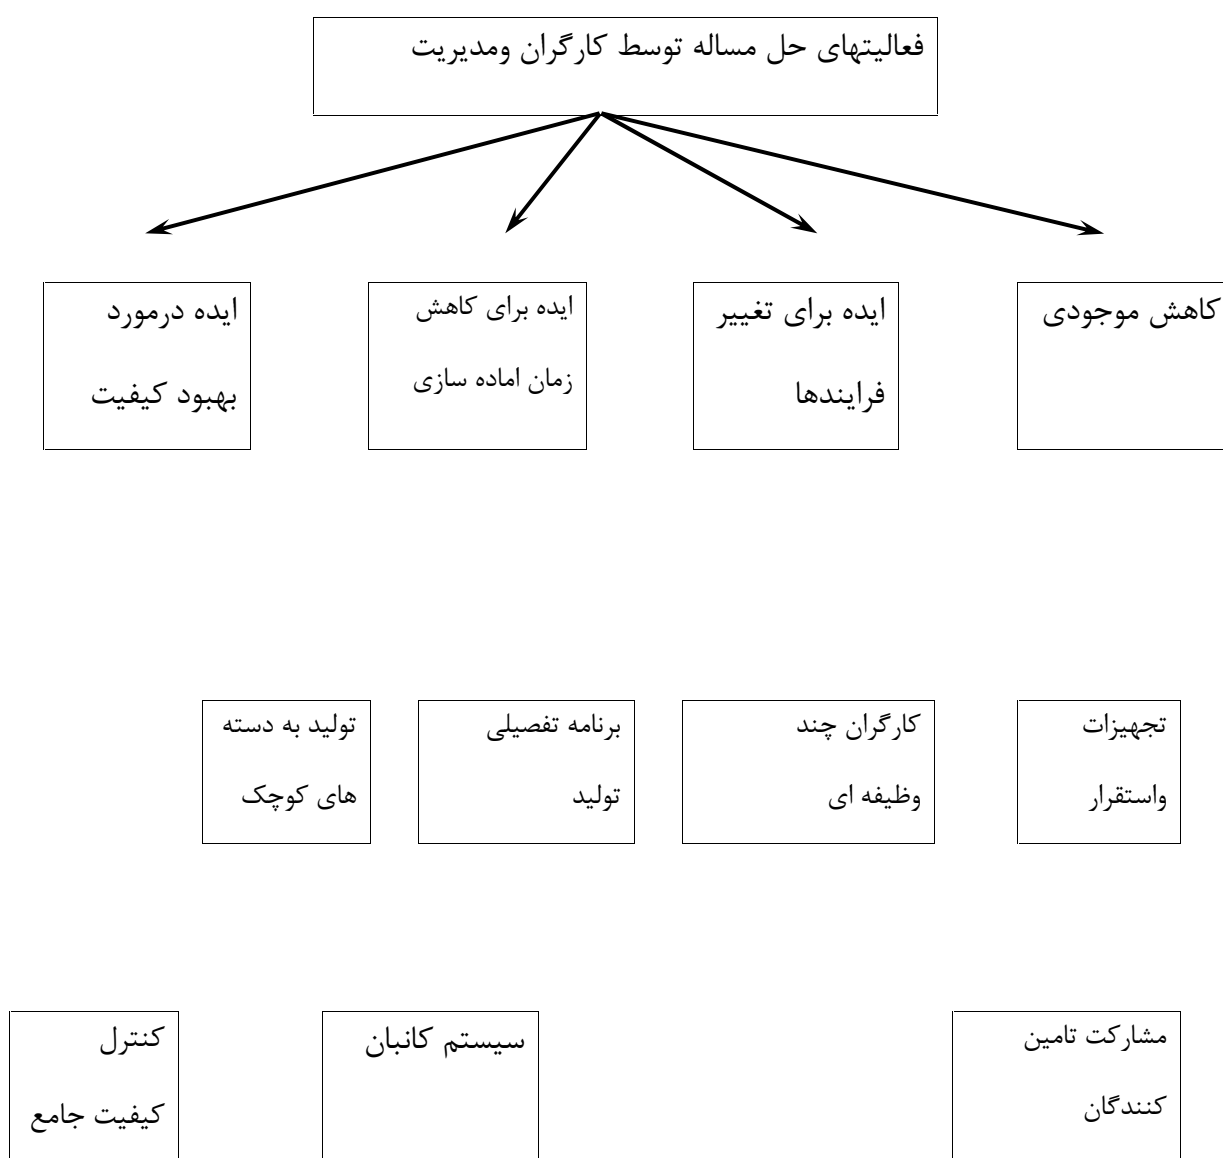 فعالیتهای حل مساله توسط کارگران ومدیریت
کاهش موجودی
ایده برای تغییر
فرایندها
ایده برای کاهش
زمان اماده سازی
ایده درمورد
بهبود کیفیت
تجهیزات
واستقرار
کارگران چند
وظیفه ای
برنامه تفصیلی
تولید
تولید به دسته
های کوچک
مشارکت تامین
کنندگان
سیستم کانبان
کنترل
کیفیت جامع